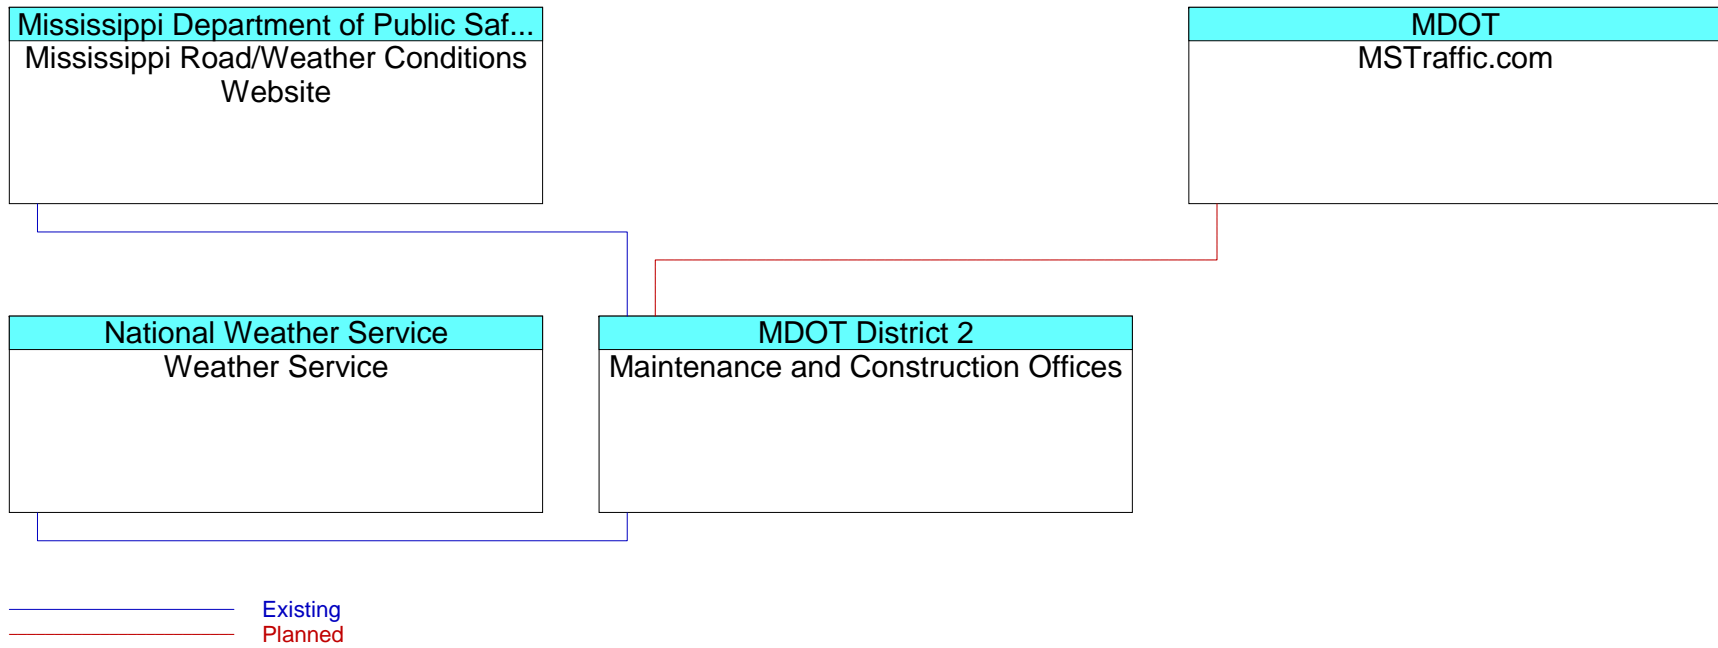 Mississippi Department of Public Saf...
Mississippi Road/Weather Conditions
Website
MDOT
MSTraffic.com
National Weather Service
Weather Service
MDOT District 2
Maintenance and Construction Offices
Existing
Planned